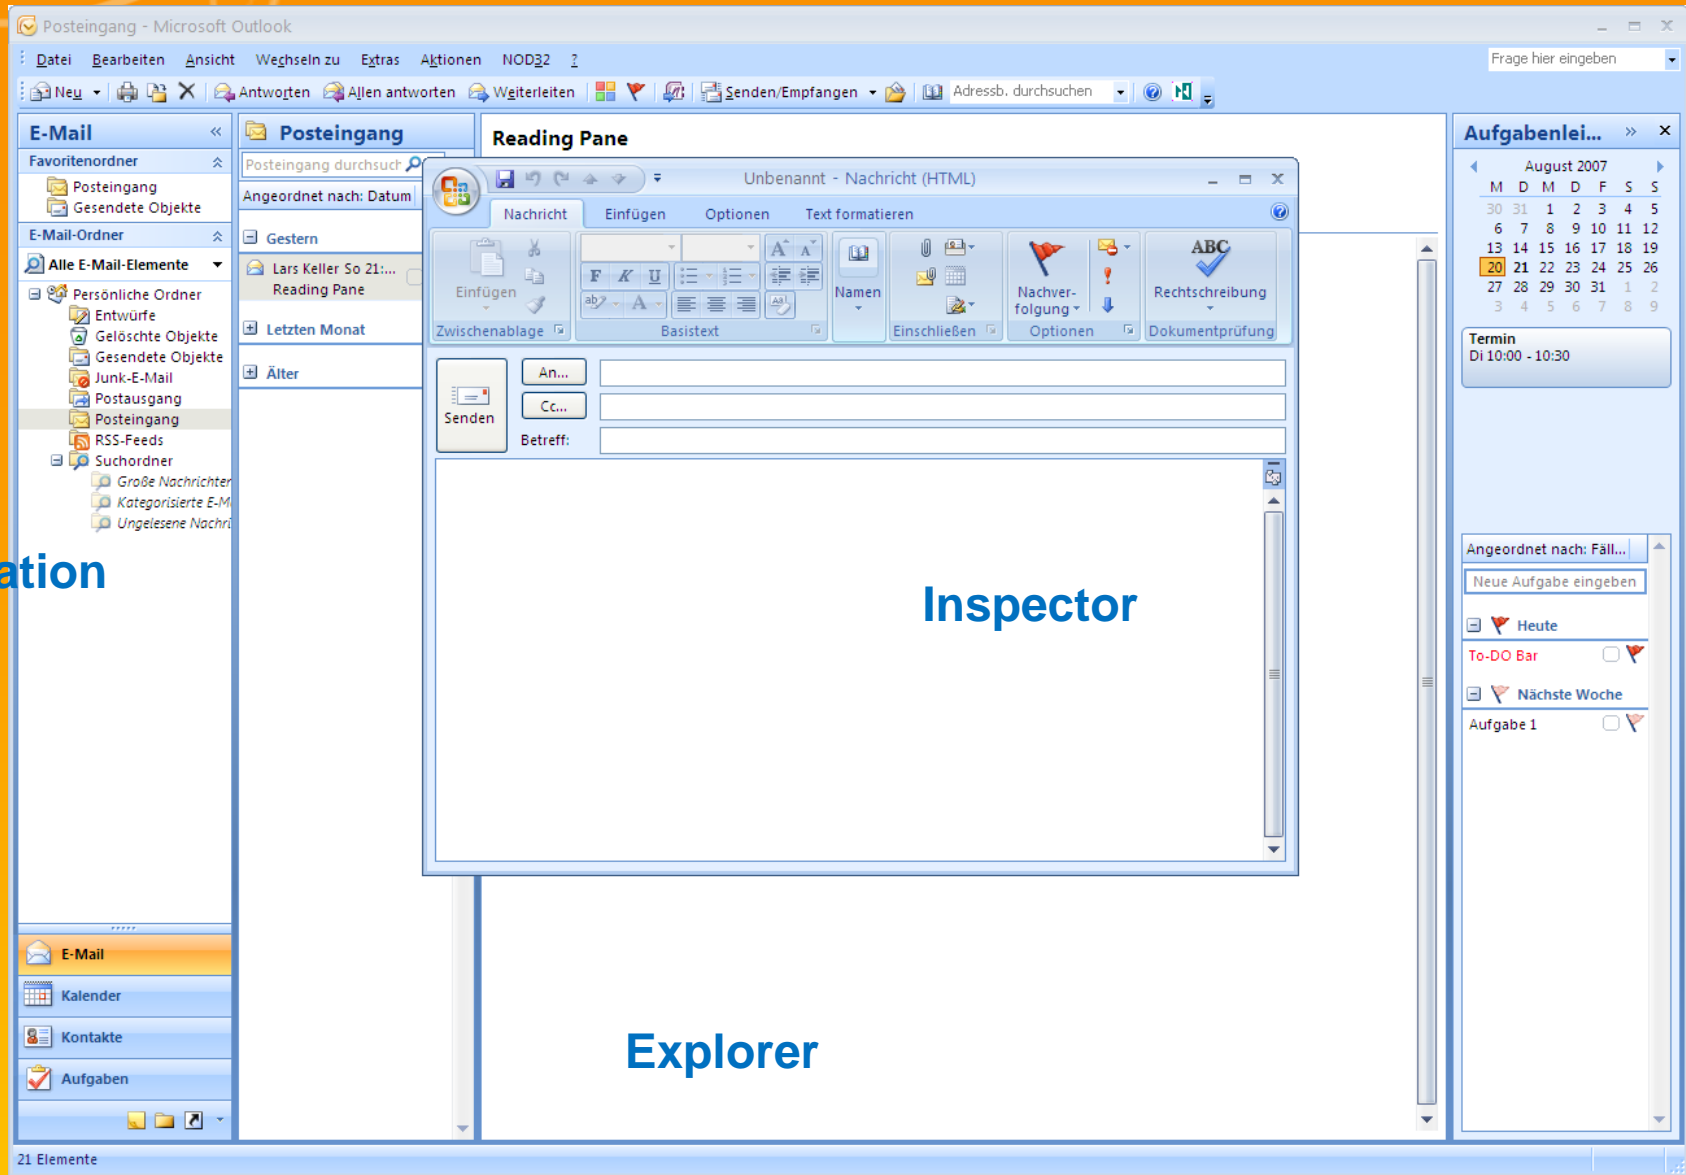 Posteingang - Microsoft Outlook
Datei Bearbeiten Ansicht Wechseln zu Extras Aktionen NOD32 ?
Frage hier eingeben
Neu Antworten Allen antworten Weiterleiten Senden/Empfangen Adressb. durchsuchen
E-Mail
Favoritenordner
Posteingang
Gesendete Objekte
E-Mail-Ordner
Alle E-Mail-Elemente
Persönliche Ordner
Entwürfe
Gelöschte Objekte
Gesendete Objekte
Junk-E-Mail
Postausgang
Posteingang
RSS-Feeds
Suchordner
Große Nachrichten
Kategorisierte E-M
Ungelesene Nachri
ation
E-Mail
Kalender
Kontakte
Aufgaben
21 Elemente
Posteingang
Posteingang durchsuch
Angeordnet nach: Datum
Gestern
Lars Keller So 21:...
Reading Pane
Letzten Monat
Älter
Reading Pane
Unbenannt - Nachricht (HTML)
Nachricht Einfügen Optionen Text formatieren
Einfügen
F K U
ab A
Aa
A A
Namen
Nachver-
folgung
ABC
Rechtschreibung
Zwischenablage Basistext Einschließen Optionen Dokumentprüfung
Senden
An...
Cc...
Betreff:
Inspector
Explorer
Aufgabenlei...
August 2007
M D M D F S S
30 31 1 2 3 4 5
6 7 8 9 10 11 12
13 14 15 16 17 18 19
20 21 22 23 24 25 26
27 28 29 30 31 1 2
3 4 5 6 7 8 9
Termin
Di 10:00 - 10:30
Angeordnet nach: Fäll...
Neue Aufgabe eingeben
Heute
To-DO Bar
Nächste Woche
Aufgabe 1